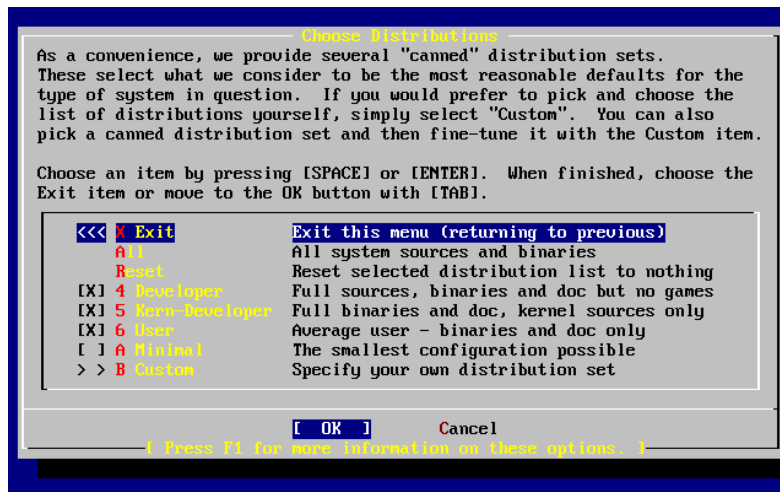 Choose Distributions
As a convenience, we provide several "canned" distribution sets.
These select what we consider to be the most reasonable defaults for the
type of system in question.  If you would prefer to pick and choose the
list of distributions yourself, simply select "Custom".  You can also
pick a canned distribution set and then fine-tune it with the Custom item.
Choose an item by pressing [SPACE] or [ENTER].  When finished, choose the
Exit item or move to the OK button with [TAB].
<<< X Exit Exit this menu (returning to previous)
All All system sources and binaries
Reset Reset selected distribution list to nothing
[X] 4 Developer Full sources, binaries and doc but no games
[X] 5 Kern-Developer Full binaries and doc, kernel sources only
[X] 6 User Average user - binaries and doc only
[ ] A Minimal The smallest configuration possible
> > B Custom Specify your own distribution set
[ OK ] Cancel
[ Press F1 for more information on these options. ]